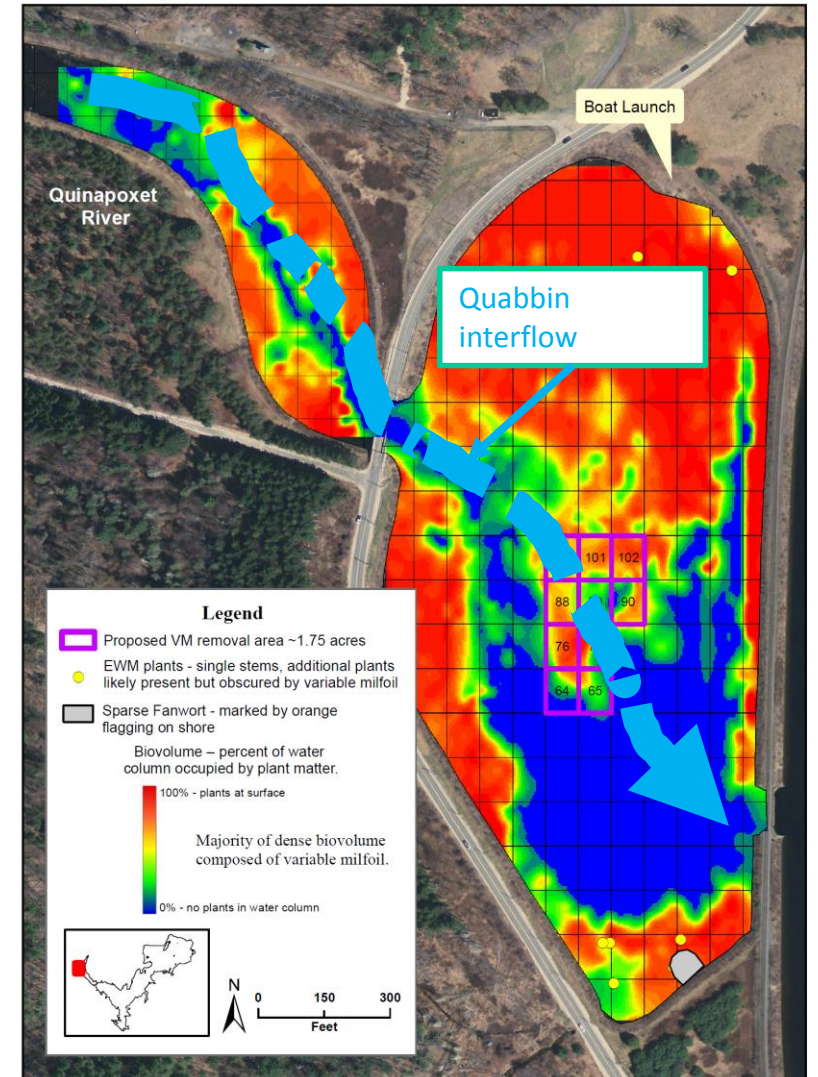 Boat Launch
Quinapoxet
River
Quabbin
interflow
101
102
88
90
76
64
65
Legend
Proposed VM removal area ~1.75 acres
EWM plants - single stems, additional plants
likely present but obscured by variable milfoil
Sparse Fanwort - marked by orange
flagging on shore
Biovolume – percent of water
column occupied by plant matter.
100% - plants at surface
Majority of dense biovolume
composed of variable milfoil.
0% - no plants in water column
N
0 150 300
Feet